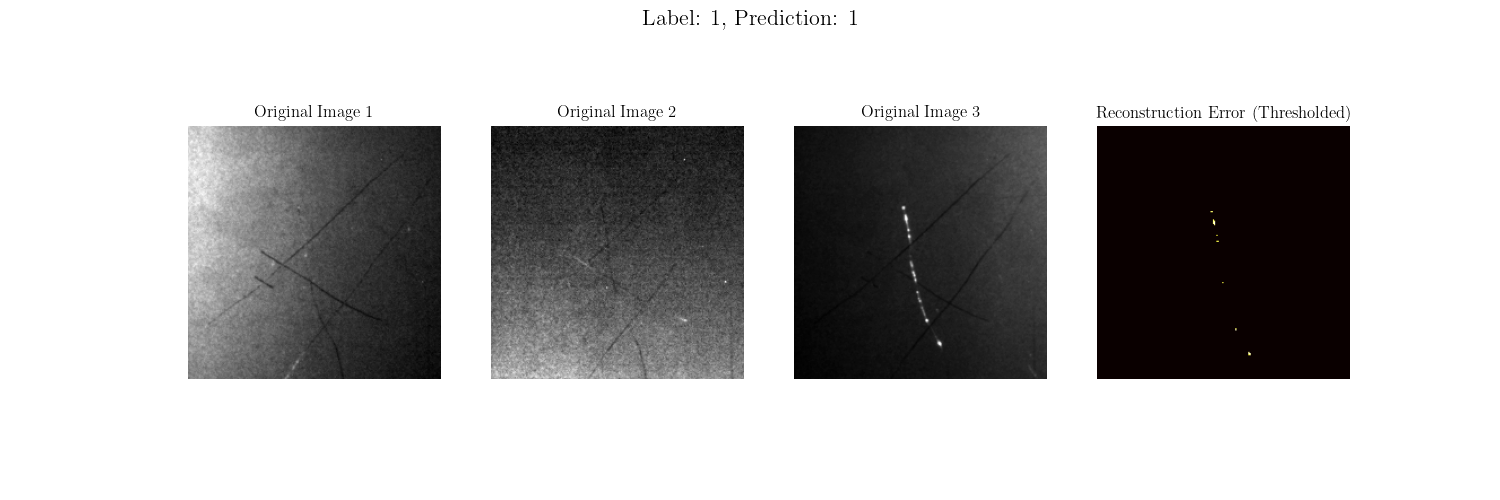 Label: 1, Prediction: 1
Original Image 1
Original Image 2
Original Image 3
Reconstruction Error (Thresholded)